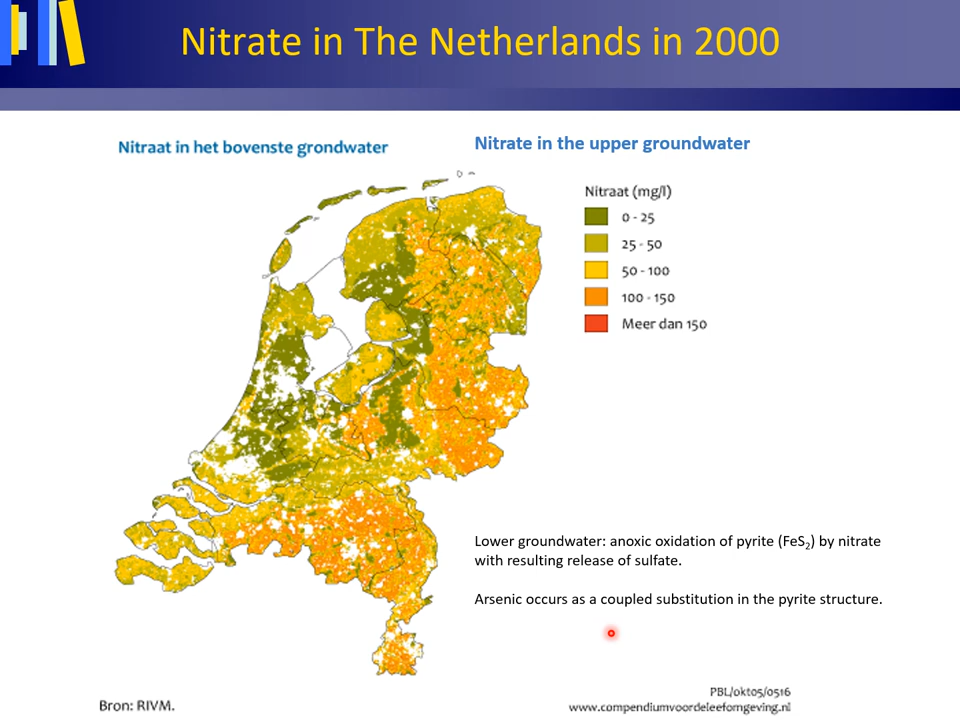 Nitrate in The Netherlands in 2000
Nitraat in het bovenste grondwater
Nitrate in the upper groundwater
Nitraat (mg/l)
0 - 25
25 - 50
50 - 100
100 - 150
Meer dan 150
Lower groundwater: anoxic oxidation of pyrite (FeS₂) by nitrate
with resulting release of sulfate.
Arsenic occurs as a coupled substitution in the pyrite structure.
PBL/okt05/0516
Bron: RIVM.
www.compendiumvoordeleefomgeving.nl